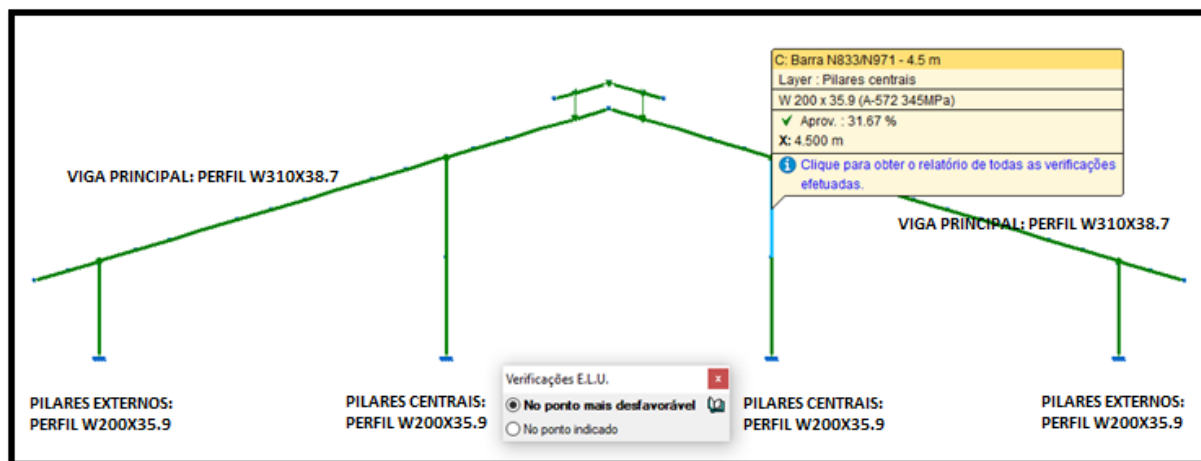 C: Barra N833/N971 - 4.5 m
Layer : Pilares centrais
W 200 x 35.9 (A-572 345MPa)
Aprov. : 31.67 %
X: 4.500 m
Clique para obter o relatório de todas as verificações
efetuadas.
VIGA PRINCIPAL: PERFIL W310X38.7
VIGA PRINCIPAL: PERFIL W310X38.7
Verificações E.L.U.
x
No ponto mais desfavorável
No ponto indicado
PILARES EXTERNOS:
PERFIL W200X35.9
PILARES CENTRAIS:
PERFIL W200X35.9
PILARES CENTRAIS:
PERFIL W200X35.9
PILARES EXTERNOS:
PERFIL W200X35.9